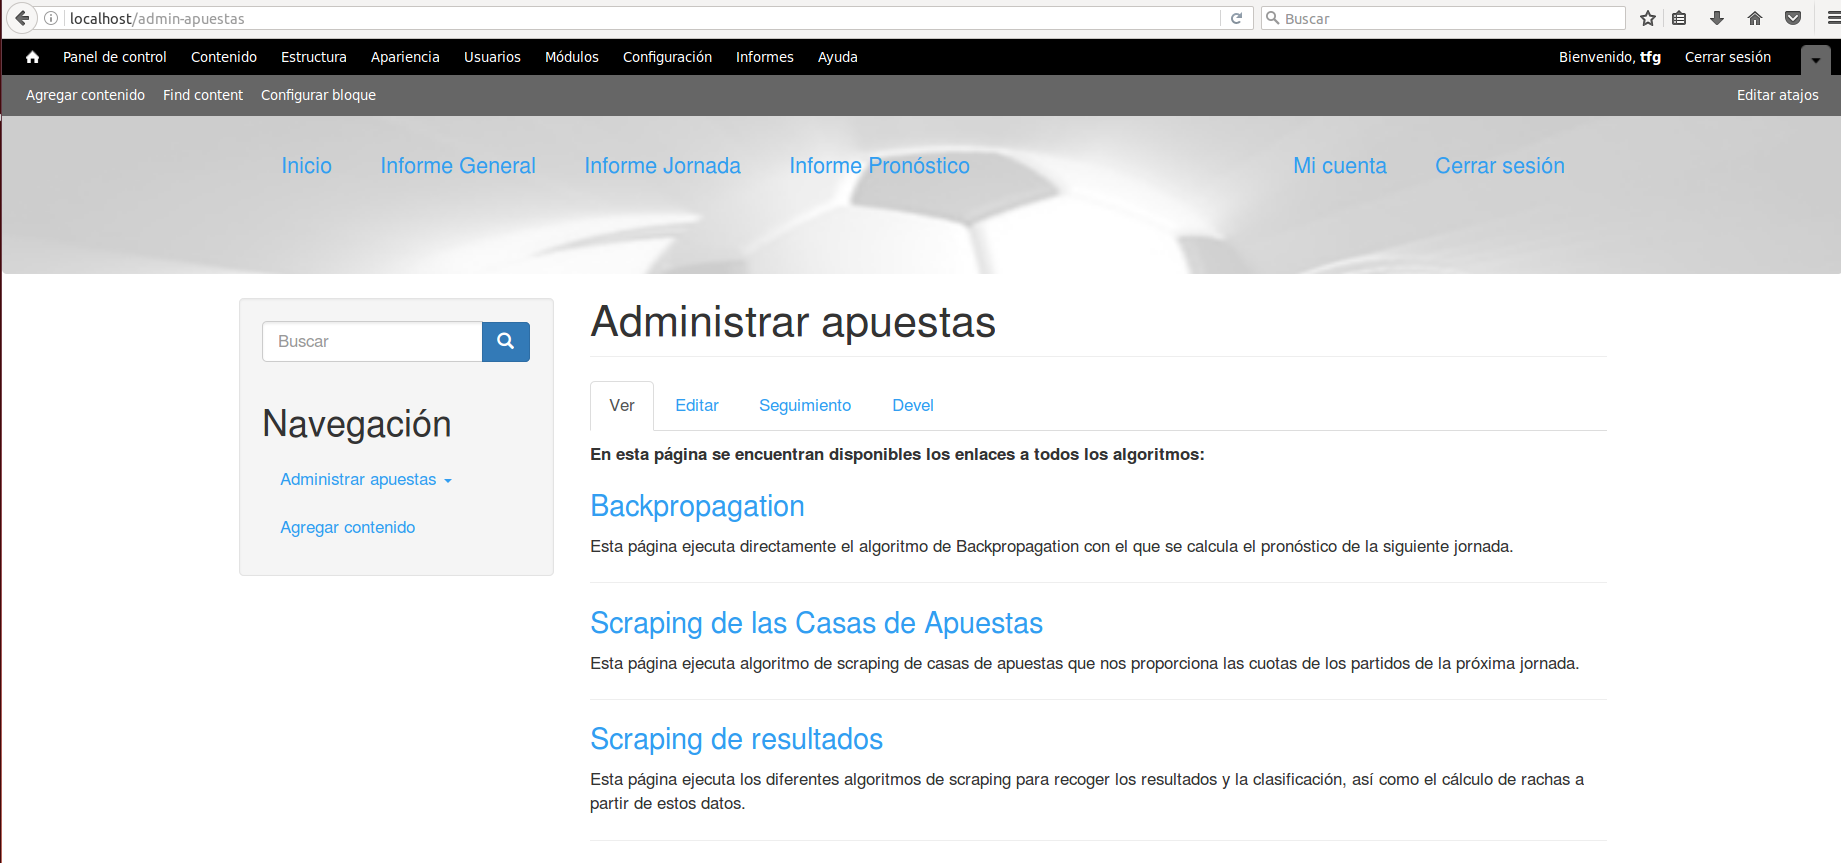 localhost/admin-apuestas
Buscar
Panel de control Contenido Estructura Apariencia Usuarios Módulos Configuración Informes Ayuda Bienvenido, tfg Cerrar sesión
Agregar contenido Find content Configurar bloque Editar atajos
Inicio Informe General Informe Jornada Informe Pronóstico Mi cuenta Cerrar sesión
Buscar
Navegación
Administrar apuestas
Agregar contenido
Administrar apuestas
Ver Editar Seguimiento Devel
En esta página se encuentran disponibles los enlaces a todos los algoritmos:
Backpropagation
Esta página ejecuta directamente el algoritmo de Backpropagation con el que se calcula el pronóstico de la siguiente jornada.
Scraping de las Casas de Apuestas
Esta página ejecuta algoritmo de scraping de casas de apuestas que nos proporciona las cuotas de los partidos de la próxima jornada.
Scraping de resultados
Esta página ejecuta los diferentes algoritmos de scraping para recoger los resultados y la clasificación, así como el cálculo de rachas a
partir de estos datos.